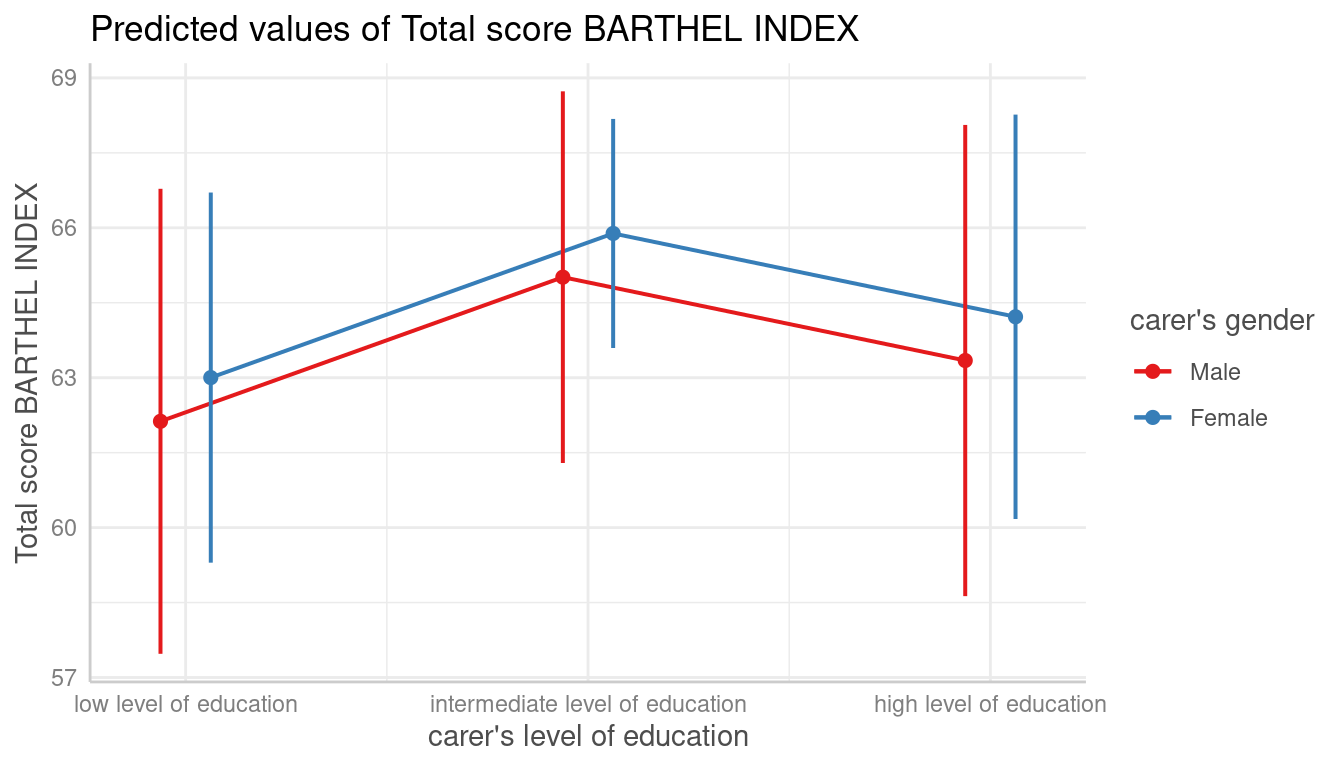 Predicted values of Total score BARTHEL INDEX
Total score BARTHEL INDEX
69
66
63
60
57
low level of education
intermediate level of education
high level of education
carer's level of education
carer's gender
Male
Female